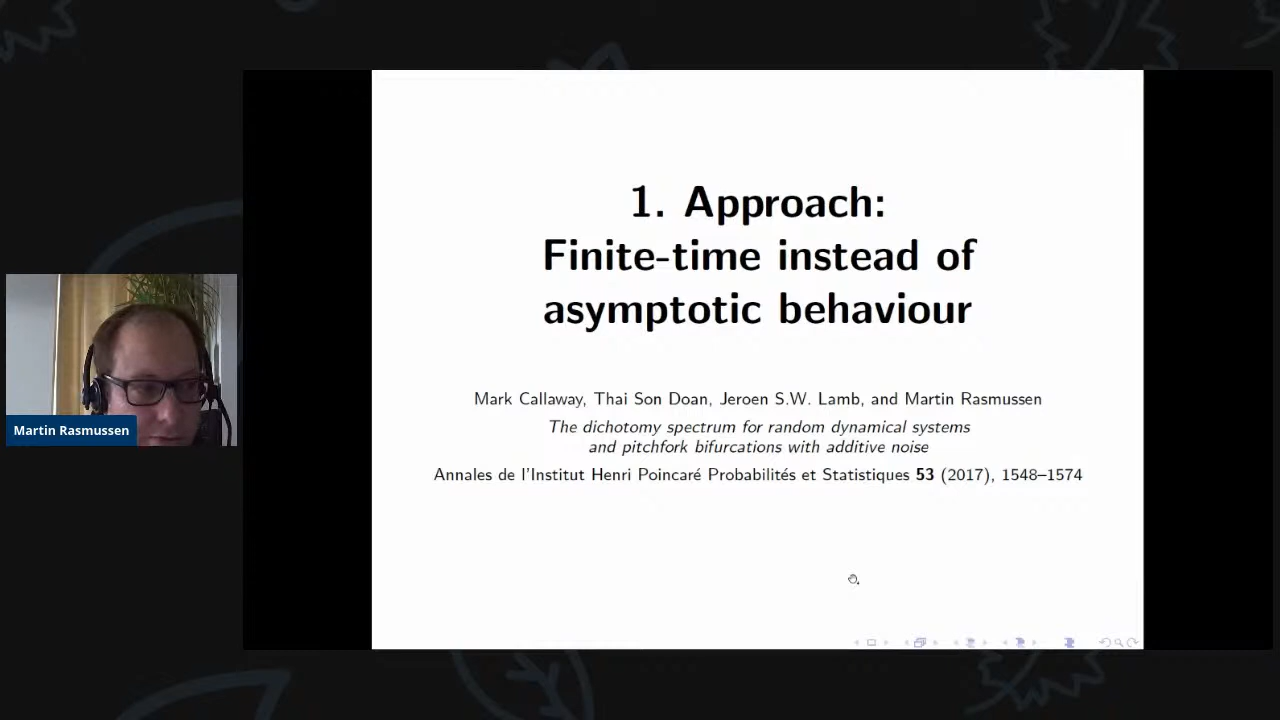 1. Approach:
Finite-time instead of
asymptotic behaviour
Mark Callaway, Thai Son Doan, Jeroen S.W. Lamb, and Martin Rasmussen
The dichotomy spectrum for random dynamical systems
and pitchfork bifurcations with additive noise
Annales de l'Institut Henri Poincaré Probabilités et Statistiques 53 (2017), 1548–1574
Martin Rasmussen